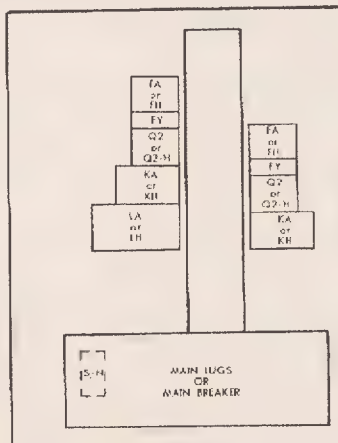 FA
or
FH
FY
Q2
or
Q2-H
KA
or
KH
LA
or
LH
FA
or
FH
FY
Q2
or
Q2-H
KA
or
KH
S/N
MAIN LUGS
OR
MAIN BREAKER